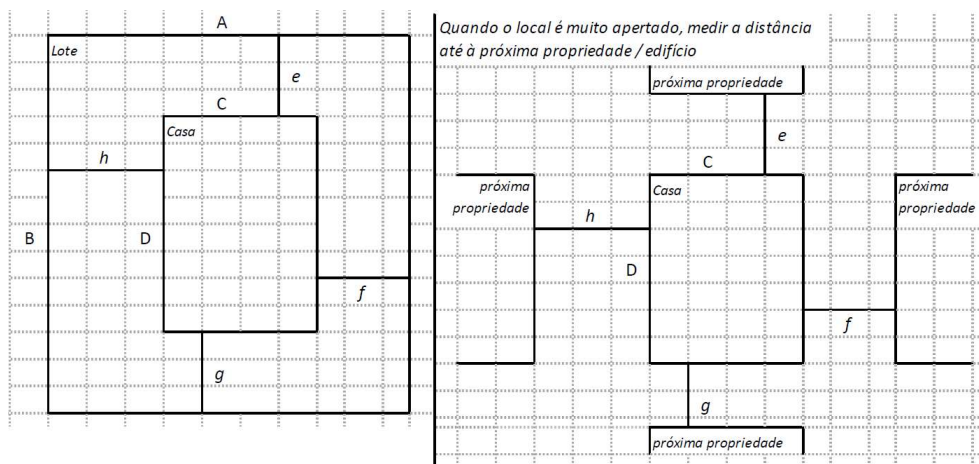 A
Lote
e
C
Casa
h
B
D
f
g
Quando o local é muito apertado, medir a distância
até à próxima propriedade / edifício
próxima propriedade
e
C
próxima
propriedade
Casa
próxima
propriedade
h
D
f
g
próxima propriedade